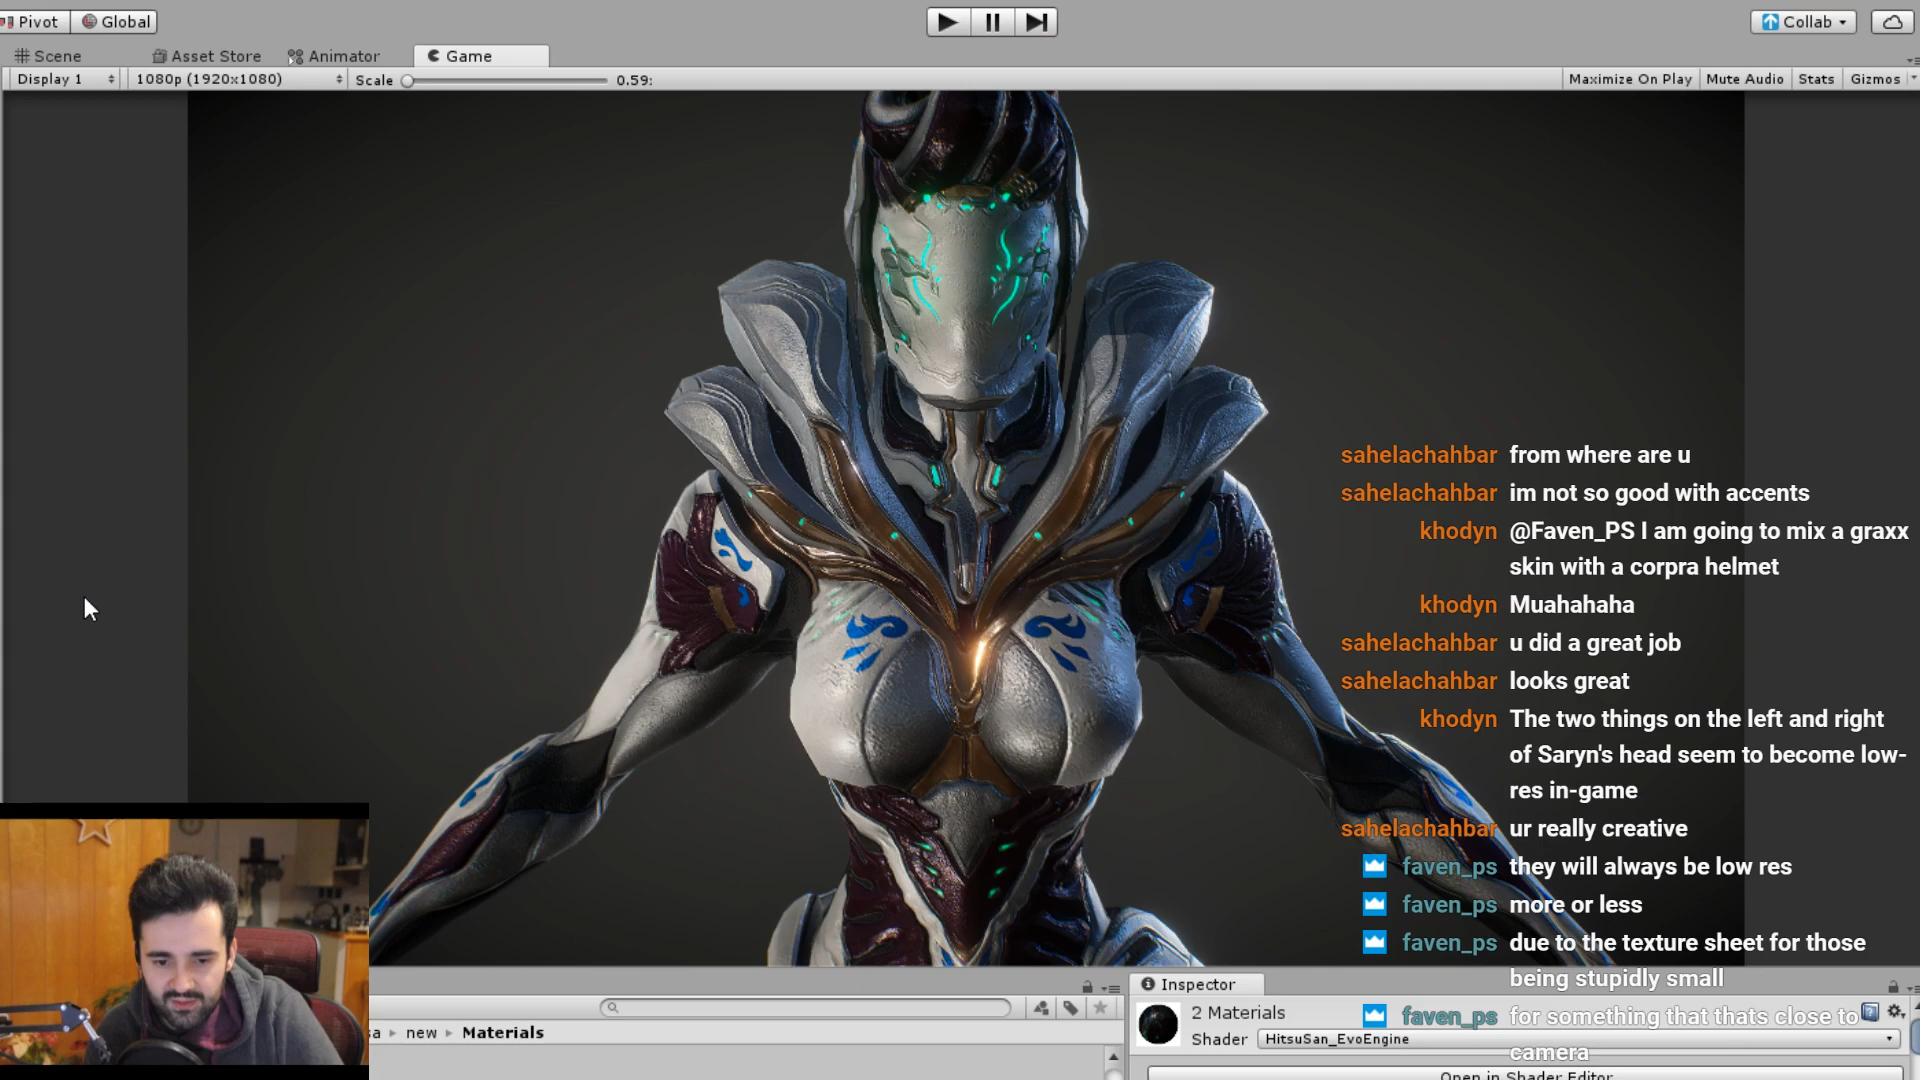 Pivot Global Collab
Scene Asset Store Animator Game
Display 1 1080p (1920x1080) Scale 0.59: Maximize On Play Mute Audio Stats Gizmos
sahelachahbar from where are u
sahelachahbar im not so good with accents
khodyn @Faven_PS I am going to mix a graxx
skin with a corpra helmet
khodyn Muahahaha
sahelachahbar u did a great job
sahelachahbar looks great
khodyn The two things on the left and right
of Saryn's head seem to become low-
res in-game
sahelachahbar ur really creative
faven_ps they will always be low res
faven_ps more or less
faven_ps due to the texture sheet for those
being stupidly small
faven_ps for something that thats close to
camera
Inspector
2 Materials
Shader HitsuSan_EvoEngine
Open in Shader Editor
sa new Materials